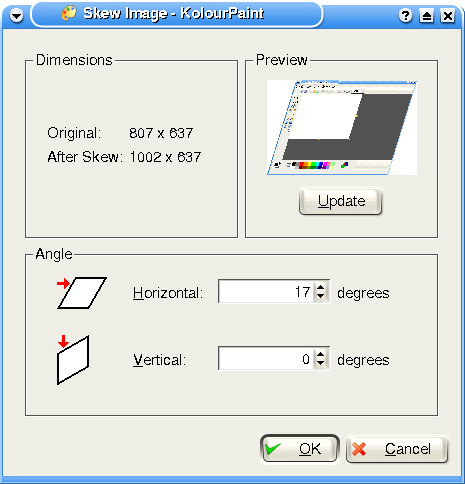 Skew Image - KolourPaint
Dimensions
Original: 807 x 637
After Skew: 1002 x 637
Preview
Update
Angle
Horizontal: 17 degrees
Vertical: 0 degrees
OK
Cancel